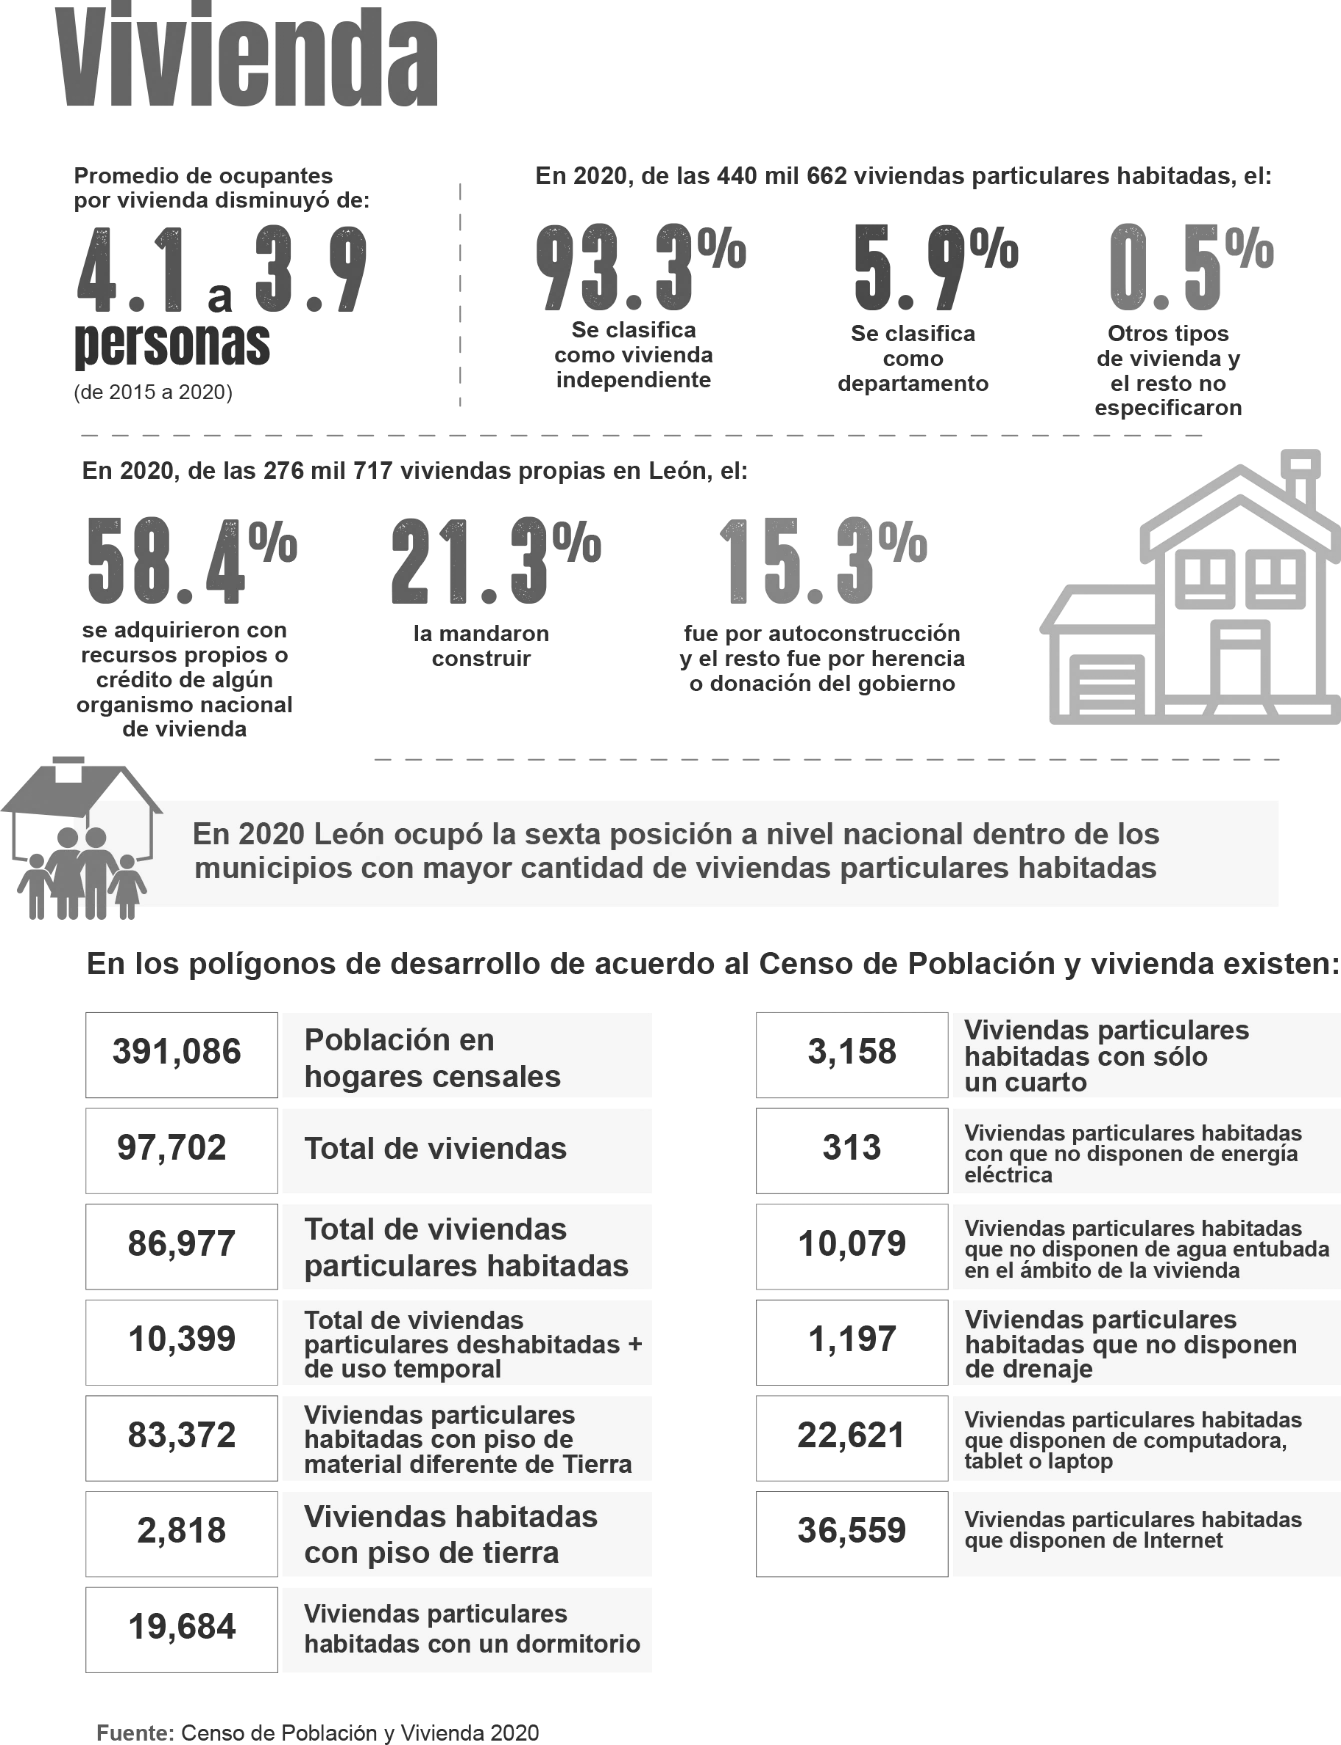 Vivienda
Promedio de ocupantes
por vivienda disminuyó de:
4.1 a 3.9
personas
(de 2015 a 2020)
En 2020, de las 440 mil 662 viviendas particulares habitadas, el:
93.3%
Se clasifica
como vivienda
independiente
5.9%
Se clasifica
como
departamento
0.5%
Otros tipos
de vivienda y
el resto no
especificaron
En 2020, de las 276 mil 717 viviendas propias en León, el:
58.4%
se adquirieron con
recursos propios o
crédito de algún
organismo nacional
de vivienda
21.3%
la mandaron
construir
15.3%
fue por autoconstrucción
y el resto fue por herencia
o donación del gobierno
En 2020 León ocupó la sexta posición a nivel nacional dentro de los
municipios con mayor cantidad de viviendas particulares habitadas
En los polígonos de desarrollo de acuerdo al Censo de Población y vivienda existen:
391,086
Población en
hogares censales
97,702
Total de viviendas
86,977
Total de viviendas
particulares habitadas
10,399
Total de viviendas
particulares deshabitadas +
de uso temporal
83,372
Viviendas particulares
habitadas con piso de
material diferente de Tierra
2,818
Viviendas habitadas
con piso de tierra
19,684
Viviendas particulares
habitadas con un dormitorio
3,158
Viviendas particulares
habitadas con sólo
un cuarto
313
Viviendas particulares habitadas
con que no disponen de energía
eléctrica
10,079
Viviendas particulares habitadas
que no disponen de agua entubada
en el ámbito de la vivienda
1,197
Viviendas particulares
habitadas que no disponen
de drenaje
22,621
Viviendas particulares habitadas
que disponen de computadora,
tablet o laptop
36,559
Viviendas particulares habitadas
que disponen de Internet
Fuente: Censo de Población y Vivienda 2020